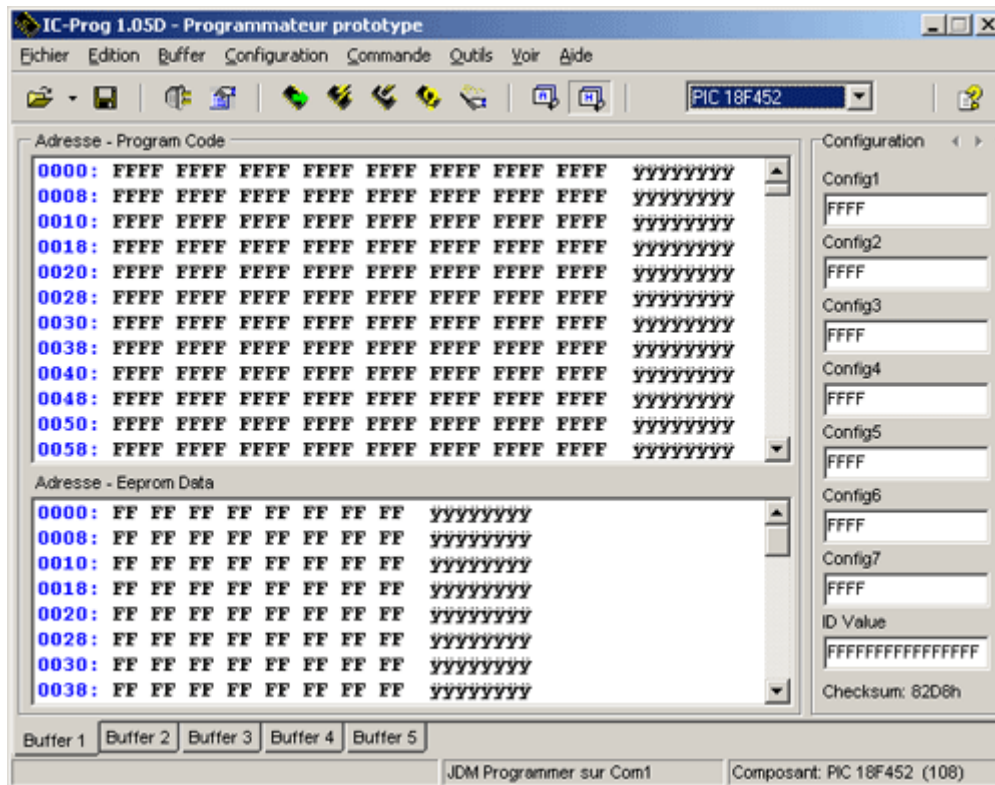 IC-Prog 1.05D - Programmateur prototype
Fichier Edition Buffer Configuration Commande Outils Voir Aide
PIC 18F452
Adresse - Program Code
0000: FFFF FFFF FFFF FFFF FFFF FFFF FFFF FFFF ÿÿÿÿÿÿÿÿ
0008: FFFF FFFF FFFF FFFF FFFF FFFF FFFF FFFF ÿÿÿÿÿÿÿÿ
0010: FFFF FFFF FFFF FFFF FFFF FFFF FFFF FFFF ÿÿÿÿÿÿÿÿ
0018: FFFF FFFF FFFF FFFF FFFF FFFF FFFF FFFF ÿÿÿÿÿÿÿÿ
0020: FFFF FFFF FFFF FFFF FFFF FFFF FFFF FFFF ÿÿÿÿÿÿÿÿ
0028: FFFF FFFF FFFF FFFF FFFF FFFF FFFF FFFF ÿÿÿÿÿÿÿÿ
0030: FFFF FFFF FFFF FFFF FFFF FFFF FFFF FFFF ÿÿÿÿÿÿÿÿ
0038: FFFF FFFF FFFF FFFF FFFF FFFF FFFF FFFF ÿÿÿÿÿÿÿÿ
0040: FFFF FFFF FFFF FFFF FFFF FFFF FFFF FFFF ÿÿÿÿÿÿÿÿ
0048: FFFF FFFF FFFF FFFF FFFF FFFF FFFF FFFF ÿÿÿÿÿÿÿÿ
0050: FFFF FFFF FFFF FFFF FFFF FFFF FFFF FFFF ÿÿÿÿÿÿÿÿ
0058: FFFF FFFF FFFF FFFF FFFF FFFF FFFF FFFF ÿÿÿÿÿÿÿÿ
Adresse - Eeprom Data
0000: FF FF FF FF FF FF FF FF ÿÿÿÿÿÿÿÿ
0008: FF FF FF FF FF FF FF FF ÿÿÿÿÿÿÿÿ
0010: FF FF FF FF FF FF FF FF ÿÿÿÿÿÿÿÿ
0018: FF FF FF FF FF FF FF FF ÿÿÿÿÿÿÿÿ
0020: FF FF FF FF FF FF FF FF ÿÿÿÿÿÿÿÿ
0028: FF FF FF FF FF FF FF FF ÿÿÿÿÿÿÿÿ
0030: FF FF FF FF FF FF FF FF ÿÿÿÿÿÿÿÿ
0038: FF FF FF FF FF FF FF FF ÿÿÿÿÿÿÿÿ
Configuration
Config1
FFFF
Config2
FFFF
Config3
FFFF
Config4
FFFF
Config5
FFFF
Config6
FFFF
Config7
FFFF
ID Value
FFFFFFFFFFFFFFFF
Checksum: 82D8h
Buffer 1 Buffer 2 Buffer 3 Buffer 4 Buffer 5
JDM Programmer sur Com1 Composant: PIC 18F452 (108)